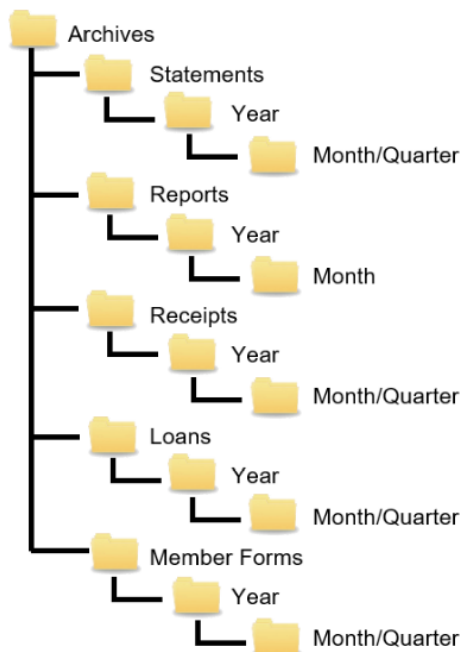 Archives
Statements
Year
Month/Quarter
Reports
Year
Month
Receipts
Year
Month/Quarter
Loans
Year
Month/Quarter
Member Forms
Year
Month/Quarter